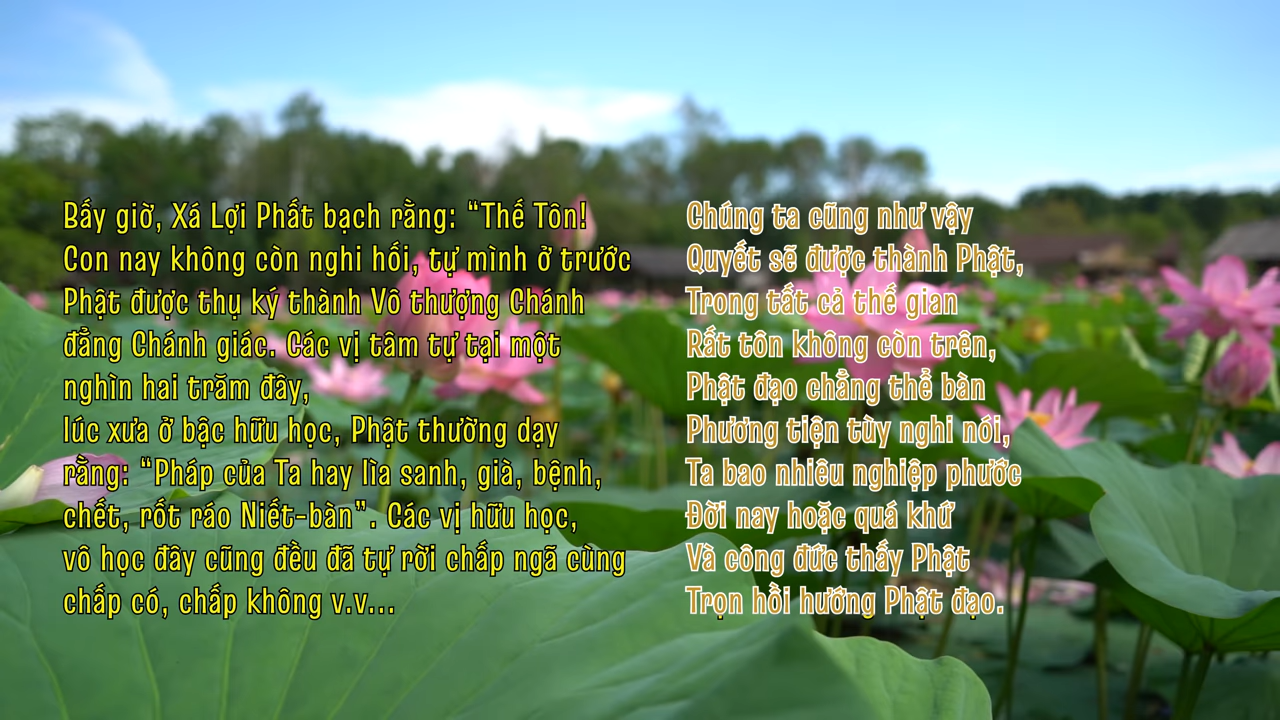 Bấy giờ, Xá Lợi Phất bạch rằng: “Thế Tôn!
Con nay không còn nghi hối, tự mình ở trước
Phật được thụ ký thành Vô thượng Chánh
đẳng Chánh giác. Các vị tâm tự tại một
nghìn hai trăm đây,
lúc xưa ở bậc hữu học, Phật thường dạy
rằng: “Pháp của Ta hay lìa sanh, già, bệnh,
chết, rốt ráo Niết-bàn”. Các vị hữu học,
vô học đây cũng đều đã tự rời chấp ngã cùng
chấp có, chấp không v.v...
Chúng ta cũng như vậy
Quyết sẽ được thành Phật,
Trong tất cả thế gian
Rất tôn không còn trên,
Phật đạo chẳng thể bàn
Phương tiện tùy nghi nói,
Ta bao nhiêu nghiệp phước
Đời nay hoặc quá khứ
Và công đức thấy Phật
Trọn hồi hướng Phật đạo.